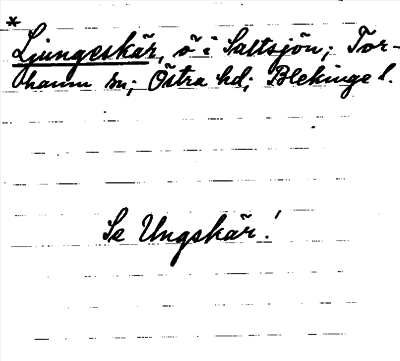 * Ljungeskär, ö i Saltsjön; Tor-
hamn sn; Östra hd; Blekinge l.
Se Ungskär!